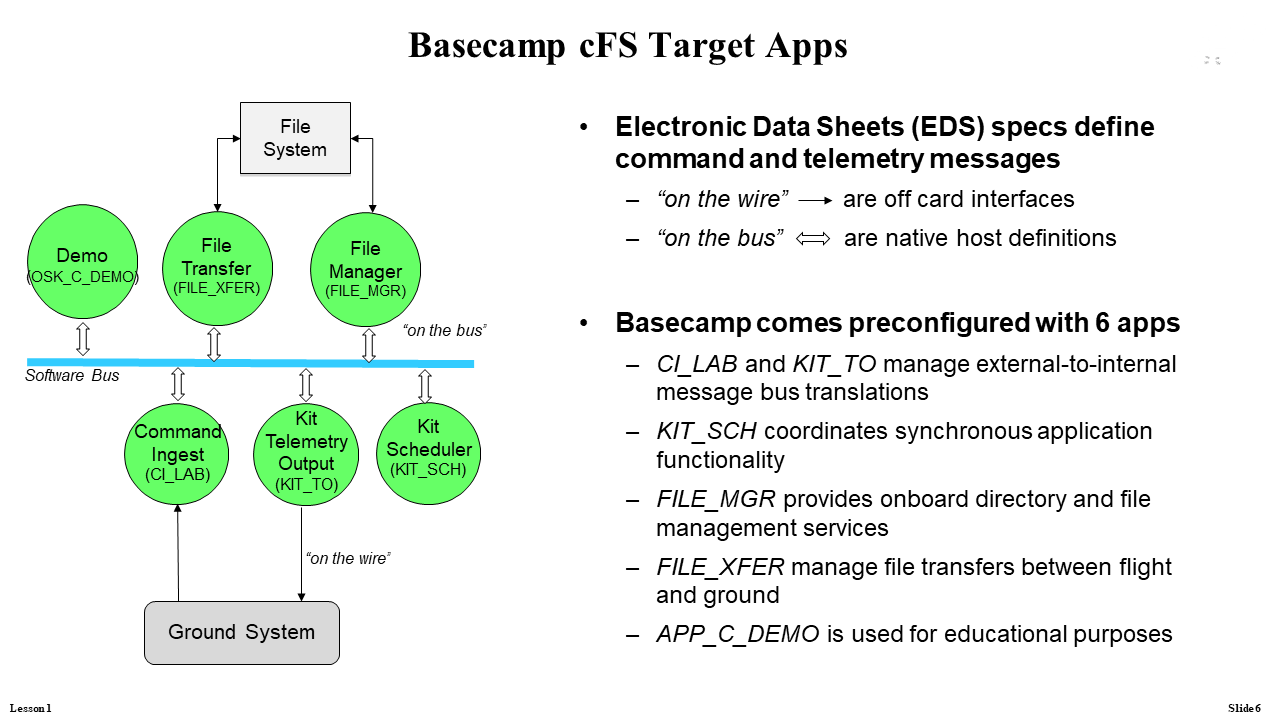 Basecamp cFS Target Apps
File
System
Demo
(OSK_C_DEMO)
File
Transfer
(FILE_XFER)
File
Manager
(FILE_MGR)
“on the bus”
Software Bus
Command
Ingest
(CI_LAB)
Kit
Telemetry
Output
(KIT_TO)
Kit
Scheduler
(KIT_SCH)
“on the wire”
Ground System
• Electronic Data Sheets (EDS) specs define
command and telemetry messages
– “on the wire” → are off card interfaces
– “on the bus” ⇔ are native host definitions
• Basecamp comes preconfigured with 6 apps
– CI_LAB and KIT_TO manage external-to-internal
message bus translations
– KIT_SCH coordinates synchronous application
functionality
– FILE_MGR provides onboard directory and file
management services
– FILE_XFER manage file transfers between flight
and ground
– APP_C_DEMO is used for educational purposes
Lesson 1
Slide 6